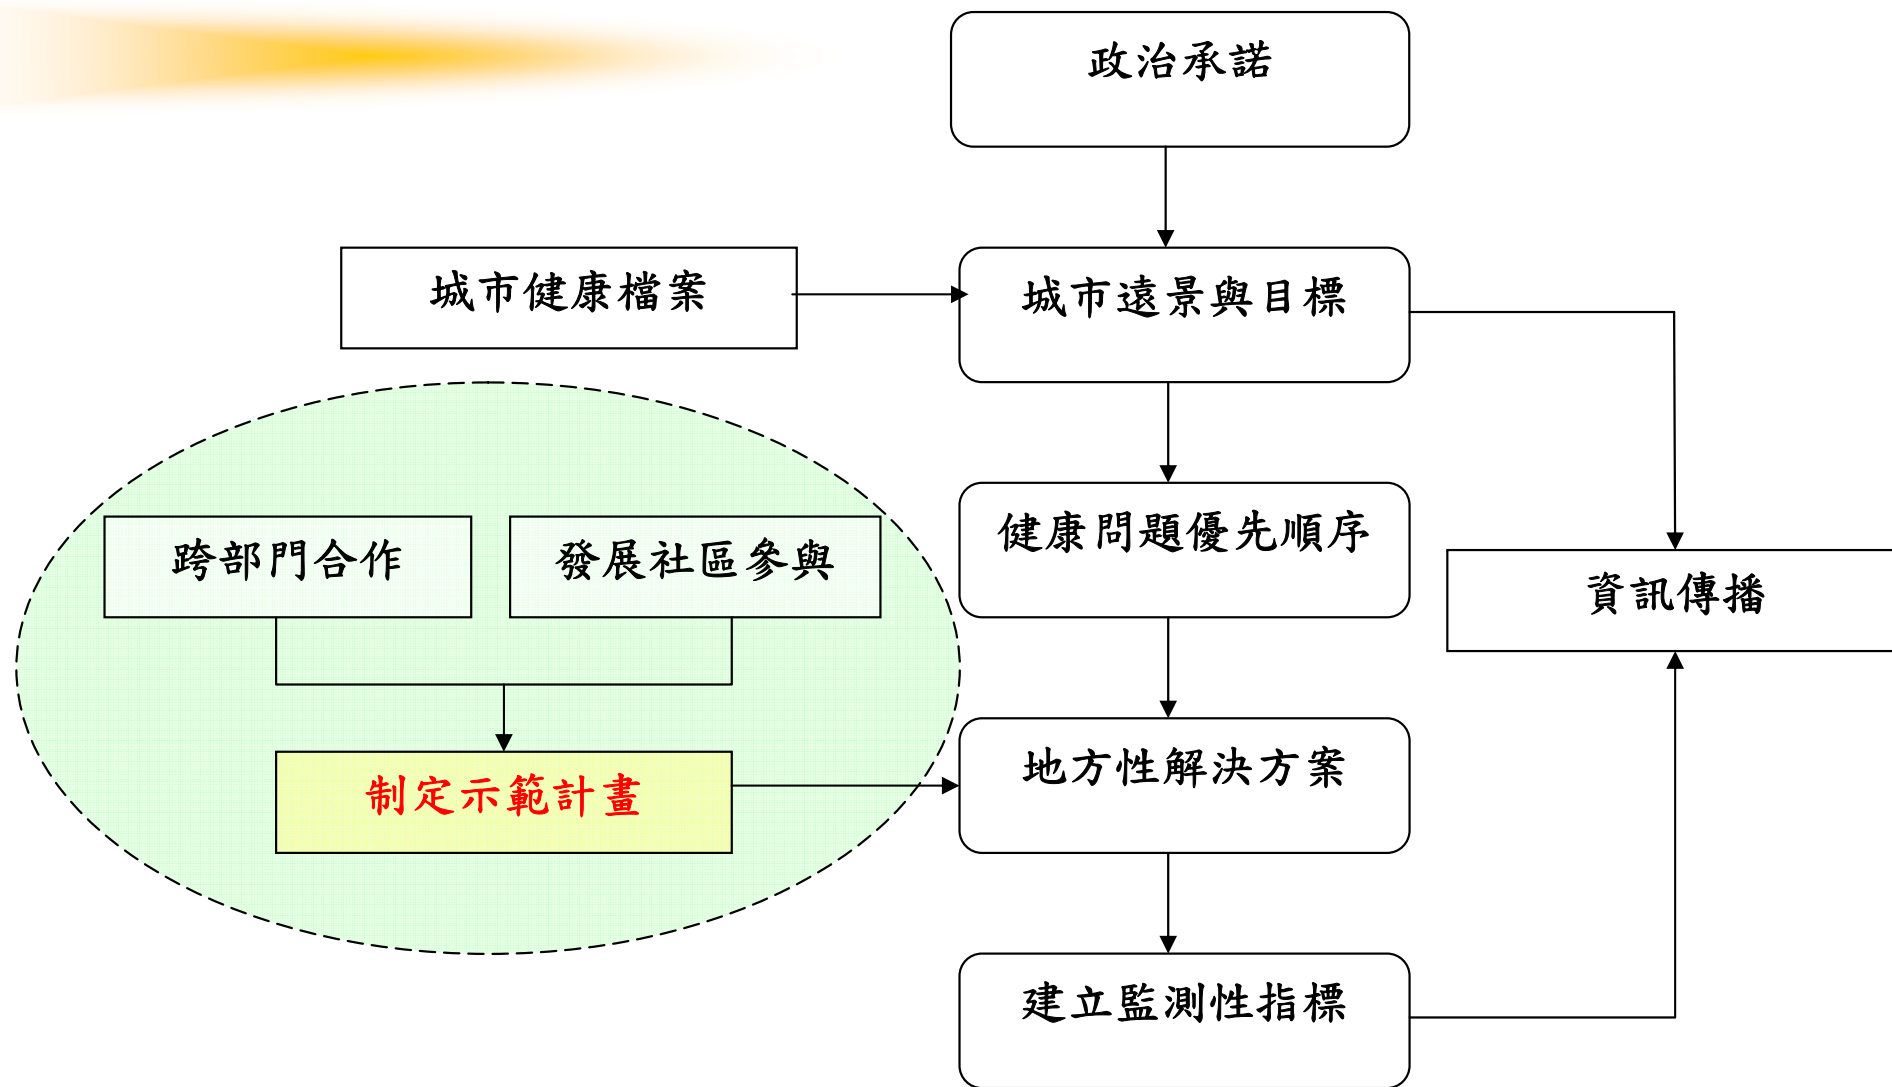 政治承諾
城市健康檔案
城市遠景與目標
健康問題優先順序
跨部門合作
發展社區參與
資訊傳播
制定示範計畫
地方性解決方案
建立監測性指標